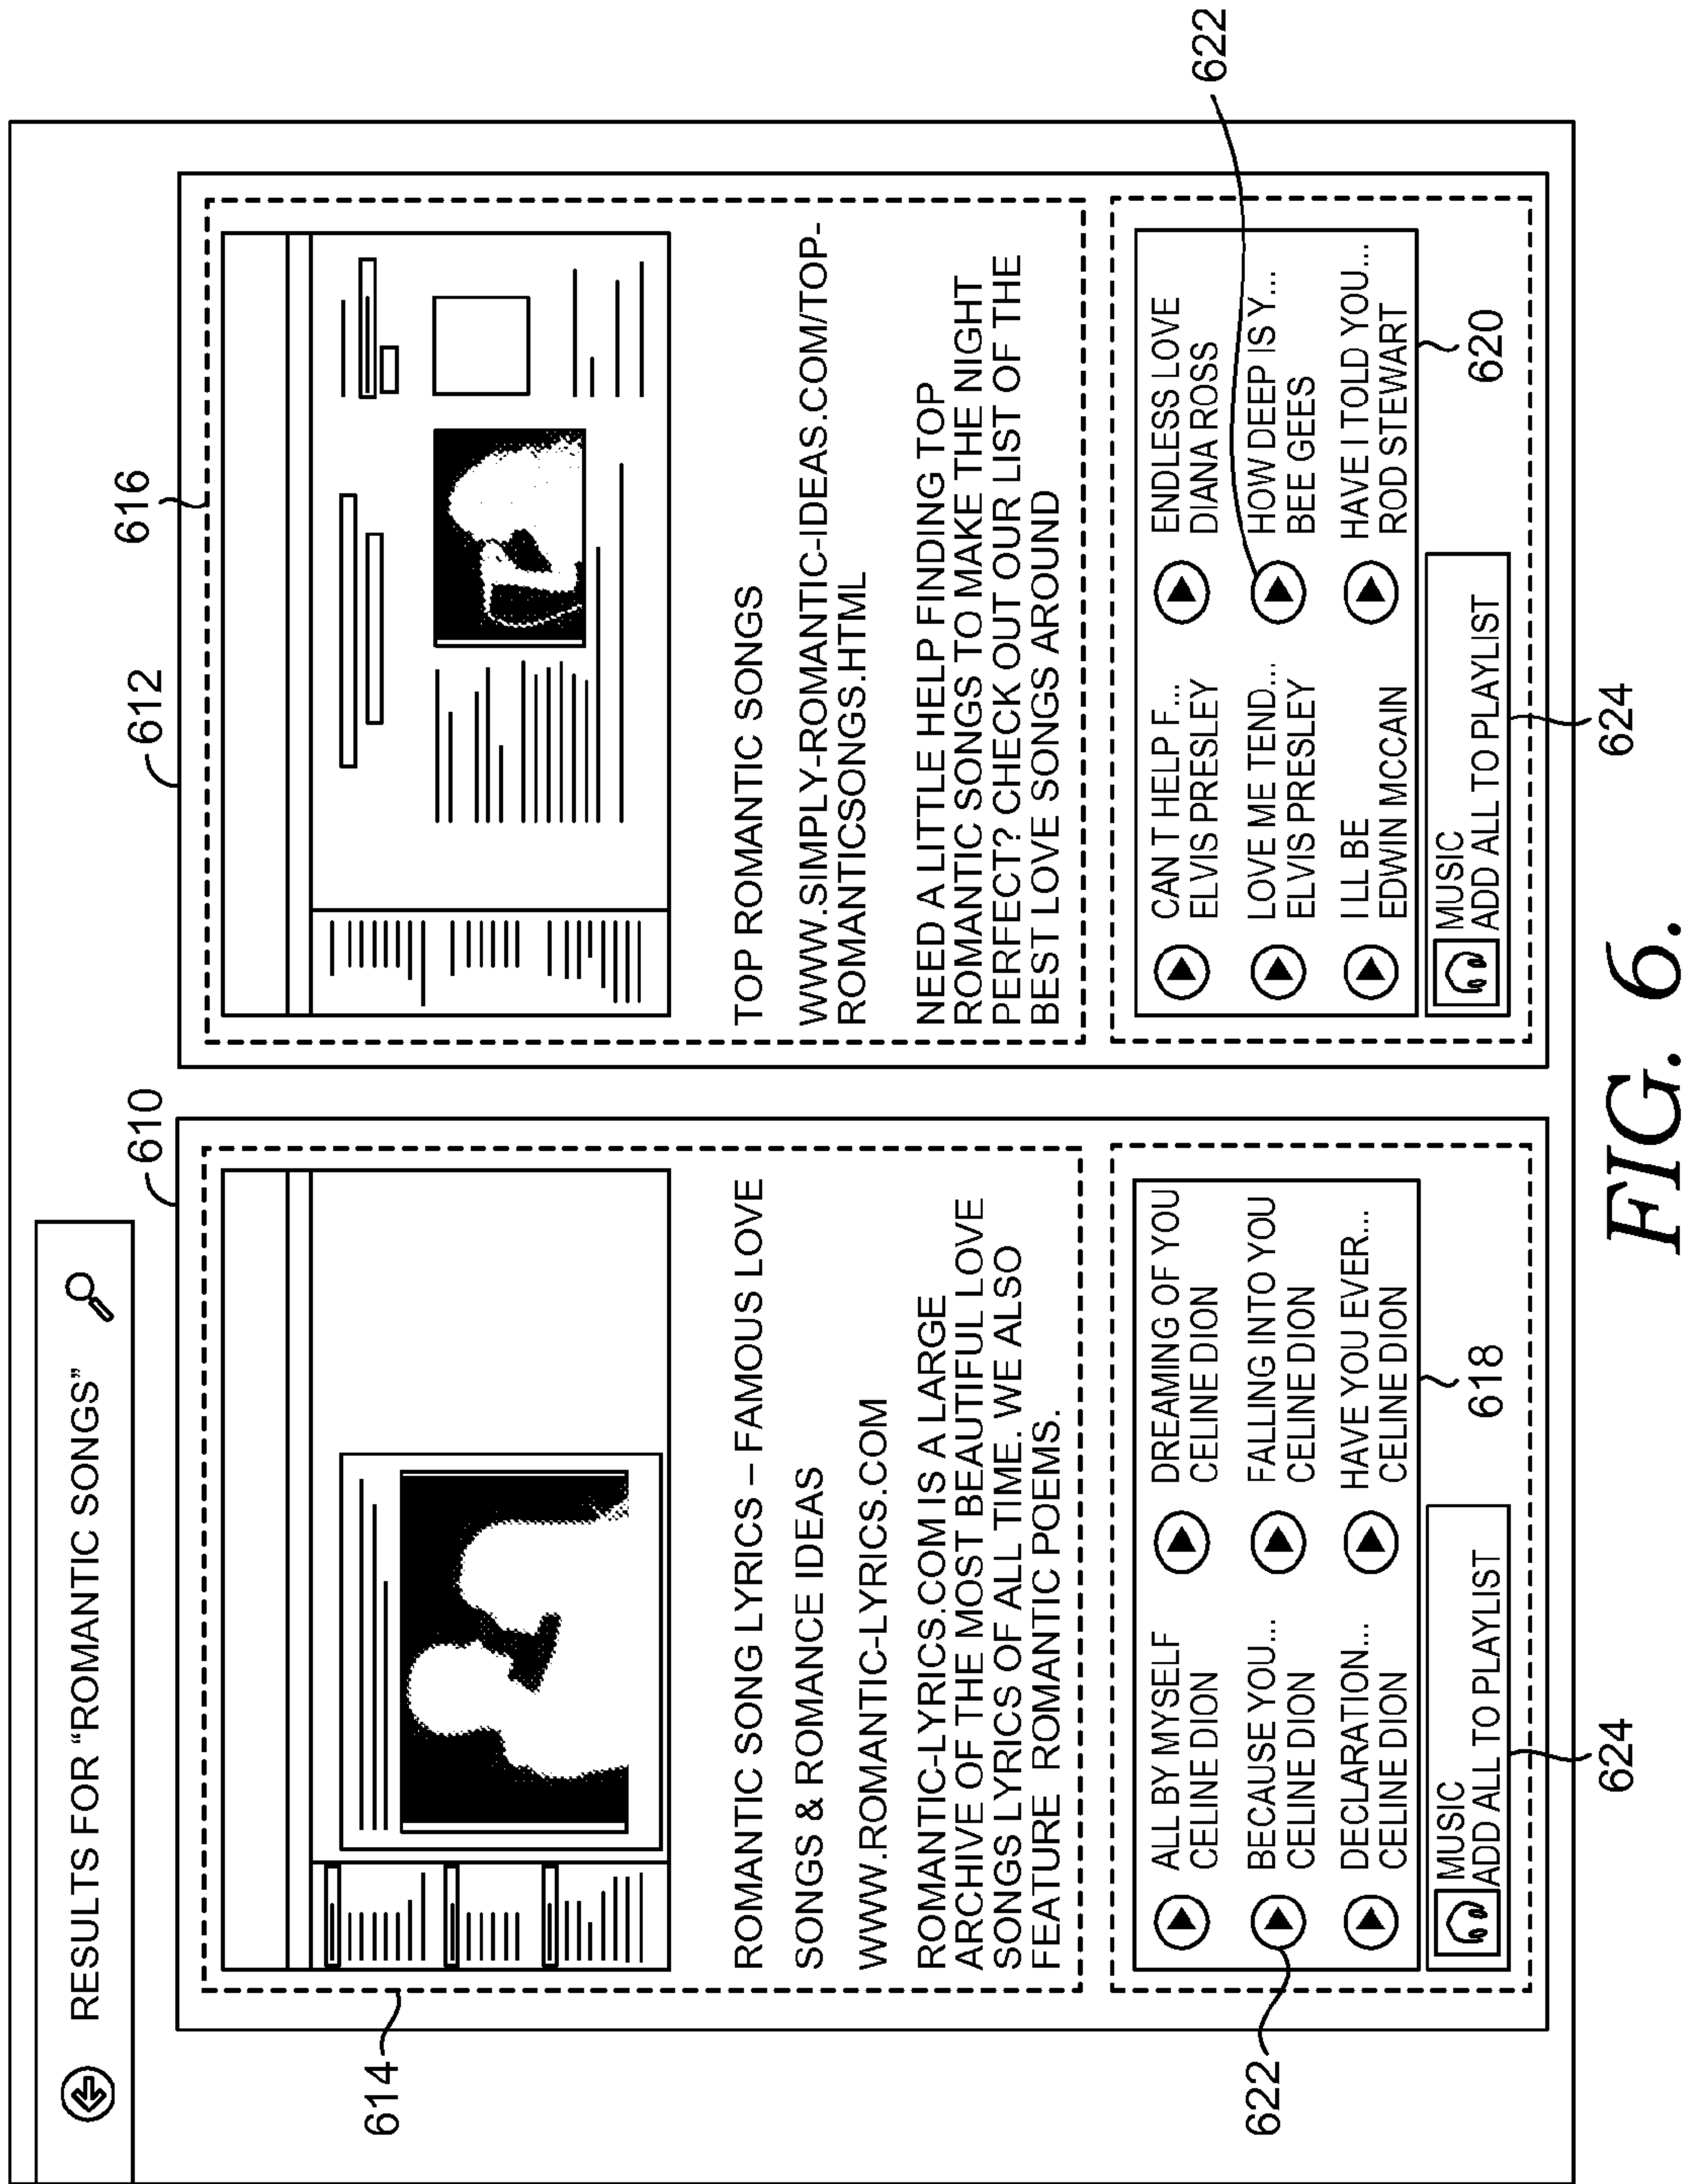 RESULTS FOR “ROMANTIC SONGS”
610
612
614
616
ROMANTIC SONG LYRICS – FAMOUS LOVE
SONGS & ROMANCE IDEAS
WWW.ROMANTIC-LYRICS.COM
ROMANTIC-LYRICS.COM IS A LARGE
ARCHIVE OF THE MOST BEAUTIFUL LOVE
SONGS LYRICS OF ALL TIME. WE ALSO
FEATURE ROMANTIC POEMS.
ALL BY MYSELF
CELINE DION
DREAMING OF YOU
CELINE DION
BECAUSE YOU...
CELINE DION
FALLING INTO YOU
CELINE DION
DECLARATION...
CELINE DION
HAVE YOU EVER...
CELINE DION
MUSIC
ADD ALL TO PLAYLIST
622
618
624
TOP ROMANTIC SONGS
WWW.SIMPLY-ROMANTIC-IDEAS.COM/TOP-
ROMANTICSONGS.HTML
NEED A LITTLE HELP FINDING TOP
ROMANTIC SONGS TO MAKE THE NIGHT
PERFECT? CHECK OUT OUR LIST OF THE
BEST LOVE SONGS AROUND
CAN T HELP F...
ELVIS PRESLEY
ENDLESS LOVE
DIANA ROSS
LOVE ME TEND...
ELVIS PRESLEY
HOW DEEP IS Y...
BEE GEES
I LL BE
EDWIN MCCAIN
HAVE I TOLD YOU...
ROD STEWART
MUSIC
ADD ALL TO PLAYLIST
622
620
624
FIG. 6.